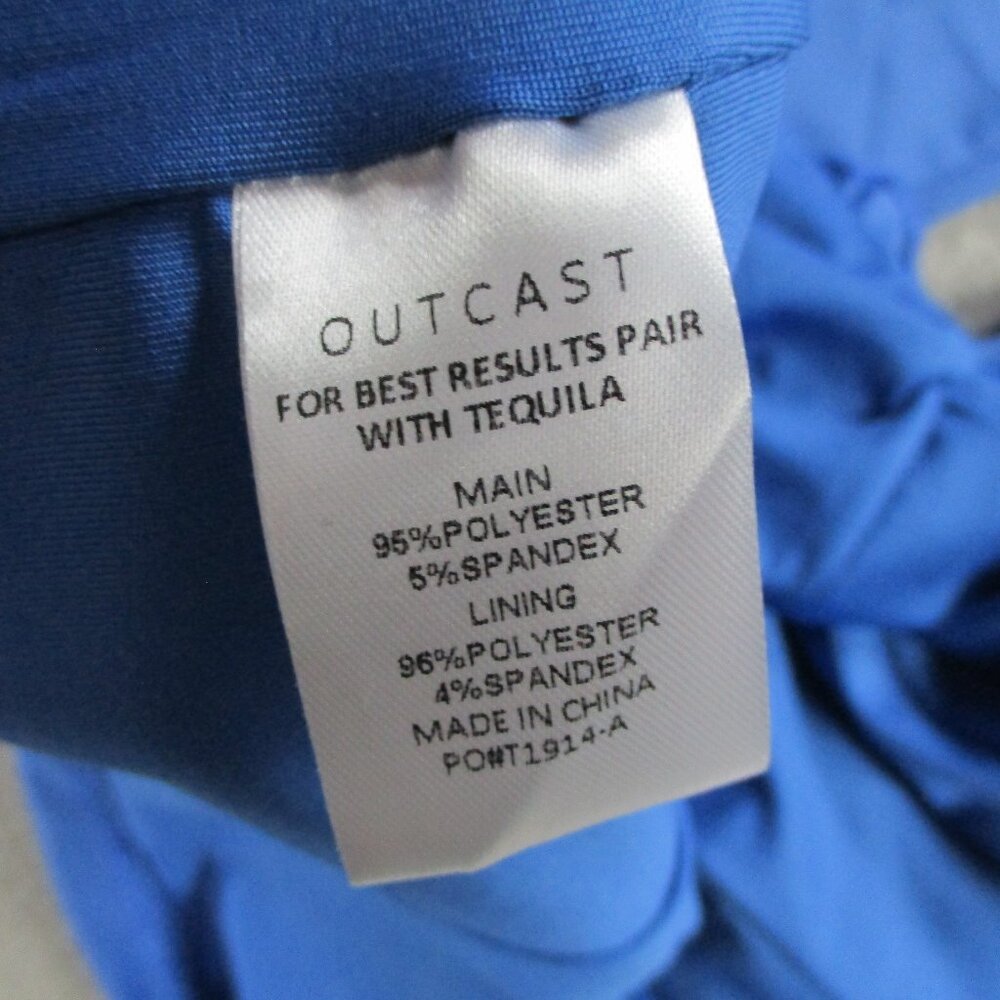 OUTCAST
FOR BEST RESULTS PAIR
WITH TEQUILA
MAIN
95%POLYESTER
5%SPANDEX
LINING
96%POLYESTER
4%SPANDEX
MADE IN CHINA
PO#T1914-A